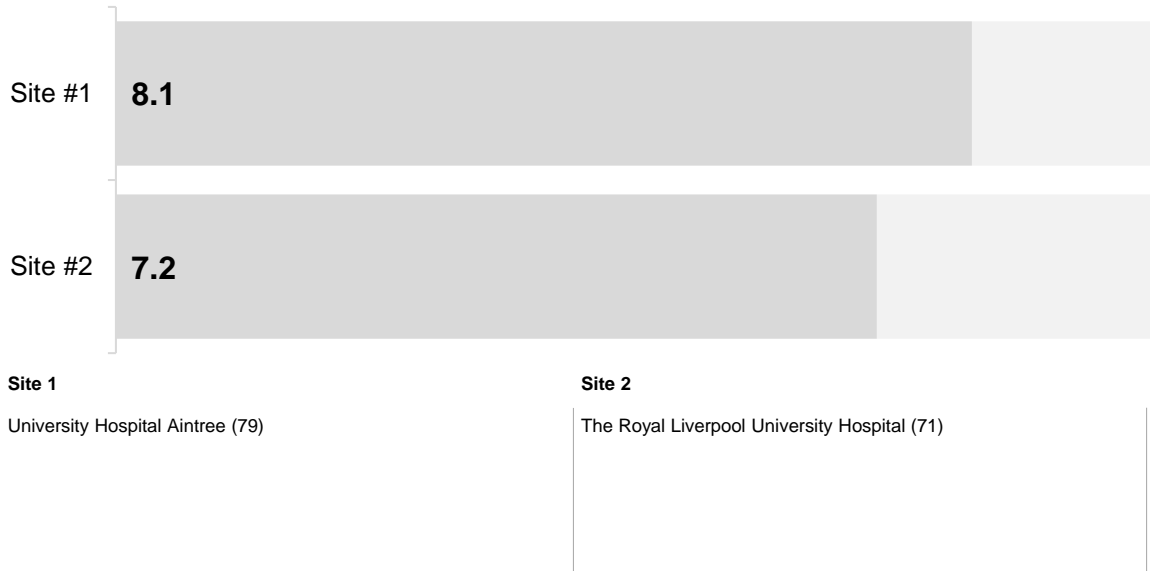 Site #1
8.1
Site #2
7.2
Site 1
Site 2
University Hospital Aintree (79)
The Royal Liverpool University Hospital (71)